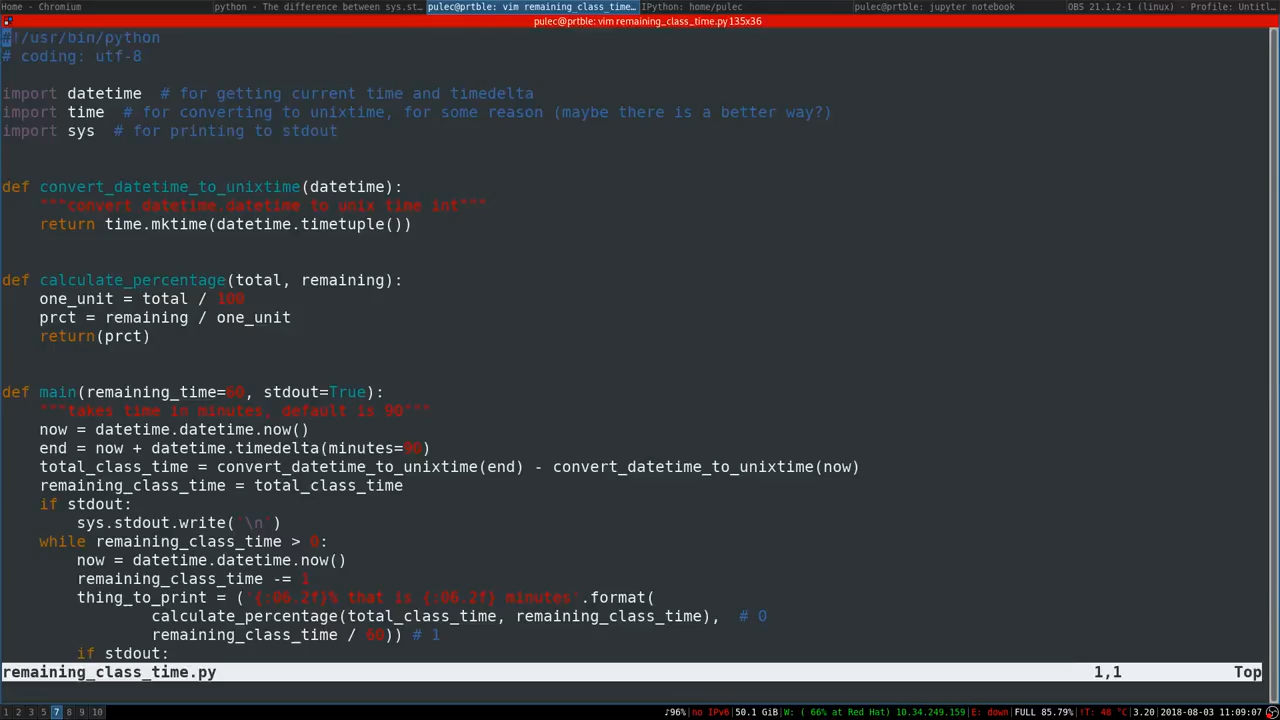 Home - Chromium python - The difference between sys.st… pulec@prtble: vim remaining_class_time… IPython: home/pulec pulec@prtble: jupyter notebook OBS 21.1.2-1 (linux) - Profile: Untitl…
pulec@prtble: vim remaining_class_time.py 135x36
#!/usr/bin/python
# coding: utf-8
import datetime  # for getting current time and timedelta
import time  # for converting to unixtime, for some reason (maybe there is a better way?)
import sys  # for printing to stdout
def convert_datetime_to_unixtime(datetime):
    """convert datetime.datetime to unix time int"""
    return time.mktime(datetime.timetuple())
def calculate_percentage(total, remaining):
    one_unit = total / 100
    prct = remaining / one_unit
    return(prct)
def main(remaining_time=60, stdout=True):
    """takes time in minutes, default is 90"""
    now = datetime.datetime.now()
    end = now + datetime.timedelta(minutes=90)
    total_class_time = convert_datetime_to_unixtime(end) - convert_datetime_to_unixtime(now)
    remaining_class_time = total_class_time
    if stdout:
        sys.stdout.write('\n')
    while remaining_class_time > 0:
        now = datetime.datetime.now()
        remaining_class_time -= 1
        thing_to_print = ('{:06.2f}% that is {:06.2f} minutes'.format(
                calculate_percentage(total_class_time, remaining_class_time),  # 0
                remaining_class_time / 60)) # 1
        if stdout:
remaining_class_time.py 1,1 Top
1 2 3 5 7 8 9 10 ♪96% no IPv6 50.1 GiB W: ( 66% at Red Hat) 10.34.249.159 E: down FULL 85.79% !T: 48 °C 3.20 2018-08-03 11:09:07